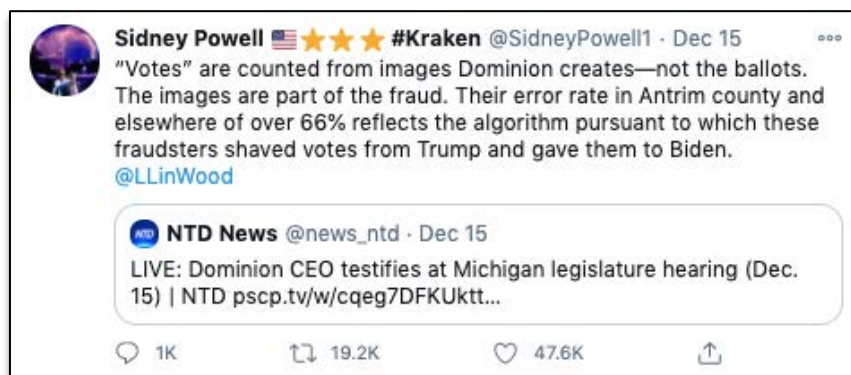 Sidney Powell 🇺🇸⭐⭐⭐ #Kraken @SidneyPowell1 · Dec 15
“Votes” are counted from images Dominion creates—not the ballots.
The images are part of the fraud. Their error rate in Antrim county and
elsewhere of over 66% reflects the algorithm pursuant to which these
fraudsters shaved votes from Trump and gave them to Biden.
@LLinWood
NTD NTD News @news_ntd · Dec 15
LIVE: Dominion CEO testifies at Michigan legislature hearing (Dec.
15) | NTD pscp.tv/w/cqeg7DFKUktt...
1K 19.2K 47.6K